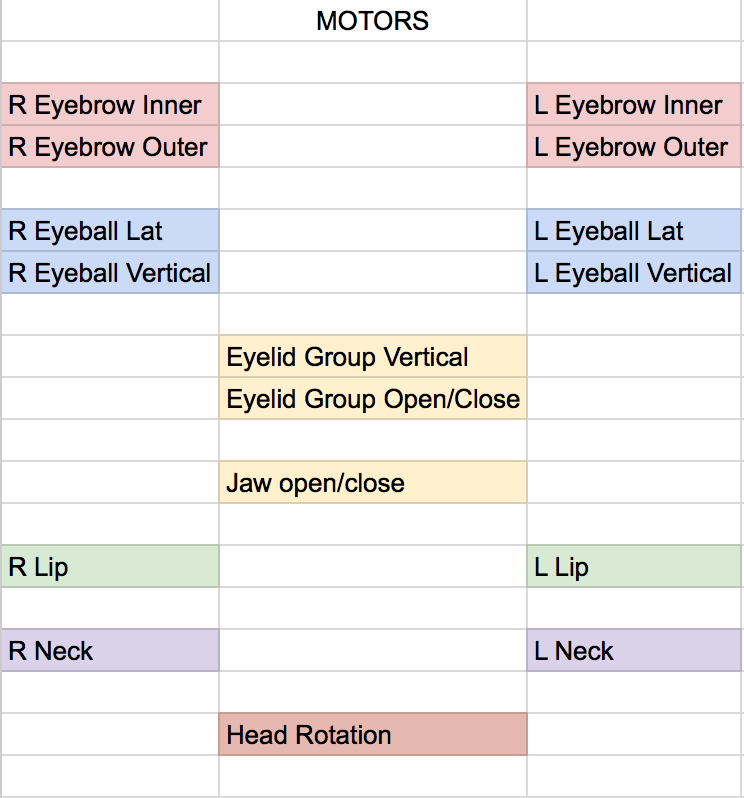 MOTORS
R Eyebrow Inner
L Eyebrow Inner
R Eyebrow Outer
L Eyebrow Outer
R Eyeball Lat
L Eyeball Lat
R Eyeball Vertical
L Eyeball Vertical
Eyelid Group Vertical
Eyelid Group Open/Close
Jaw open/close
R Lip
L Lip
R Neck
L Neck
Head Rotation